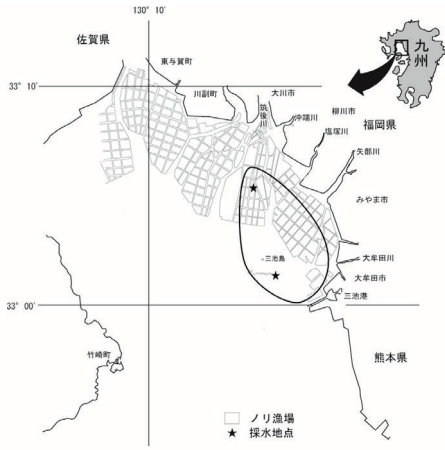 130° 10'
佐賀県
東与賀町
九州
33° 10'
川副町
大川市
筑後川
沖端川
柳川市
塩塚川
福岡県
矢部川
みやま市
三池島
大牟田川
大牟田市
三池港
33° 00'
竹崎町
熊本県
ノリ漁場
採水地点